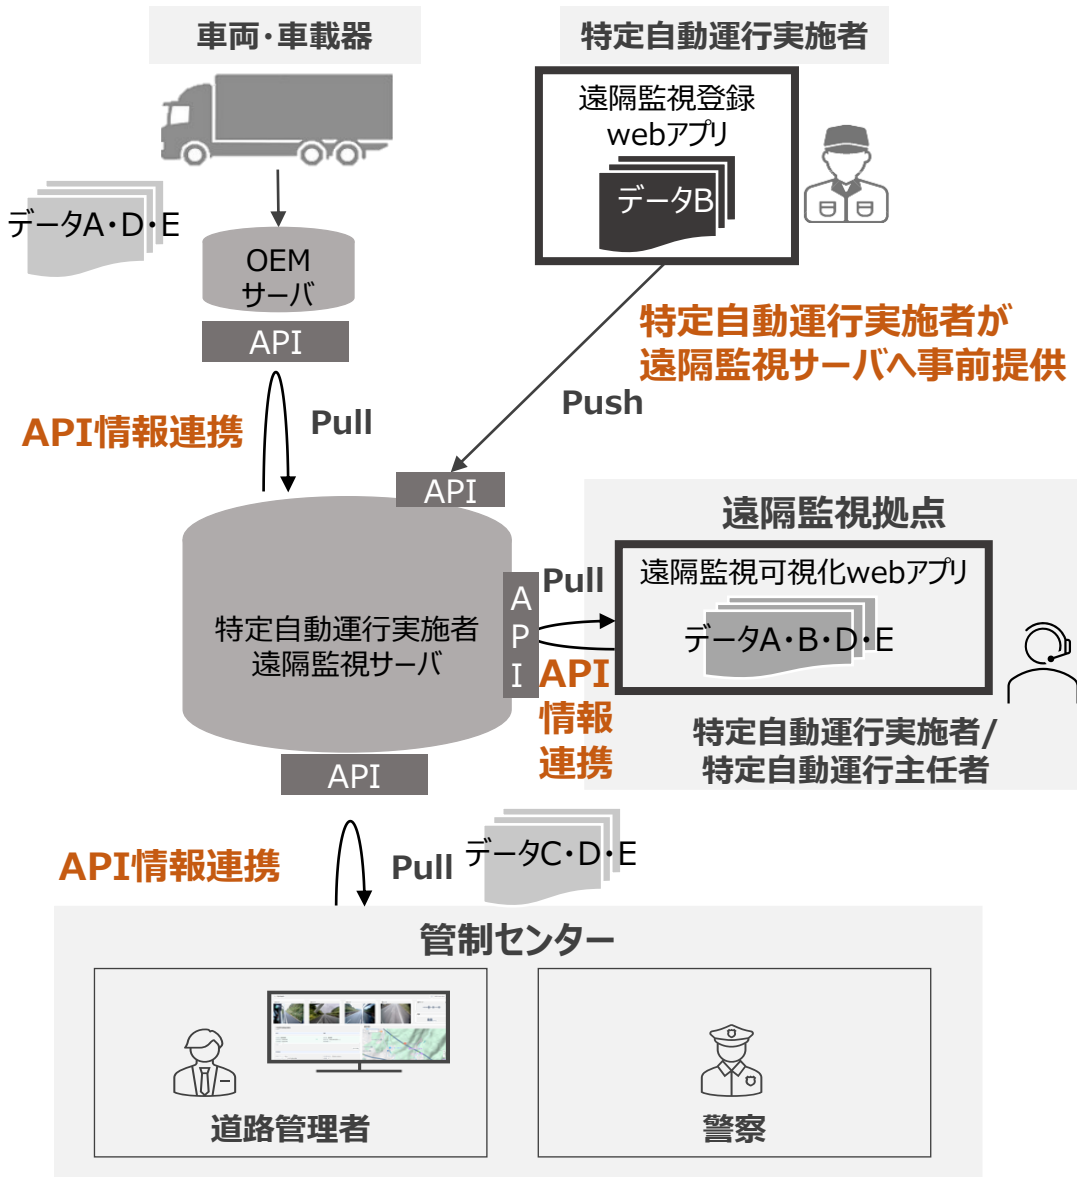 車両・車載器
特定自動運行実施者
遠隔監視登録
webアプリ
データB
データA・D・E
OEM
サーバ
API
特定自動運行実施者が
遠隔監視サーバへ事前提供
Push
API情報連携
Pull
API
遠隔監視拠点
遠隔監視可視化webアプリ
データA・B・D・E
Pull
API
API
情報
連携
特定自動運行実施者
遠隔監視サーバ
特定自動運行実施者/
特定自動運行主任者
API
API情報連携
Pull
データC・D・E
管制センター
道路管理者
警察